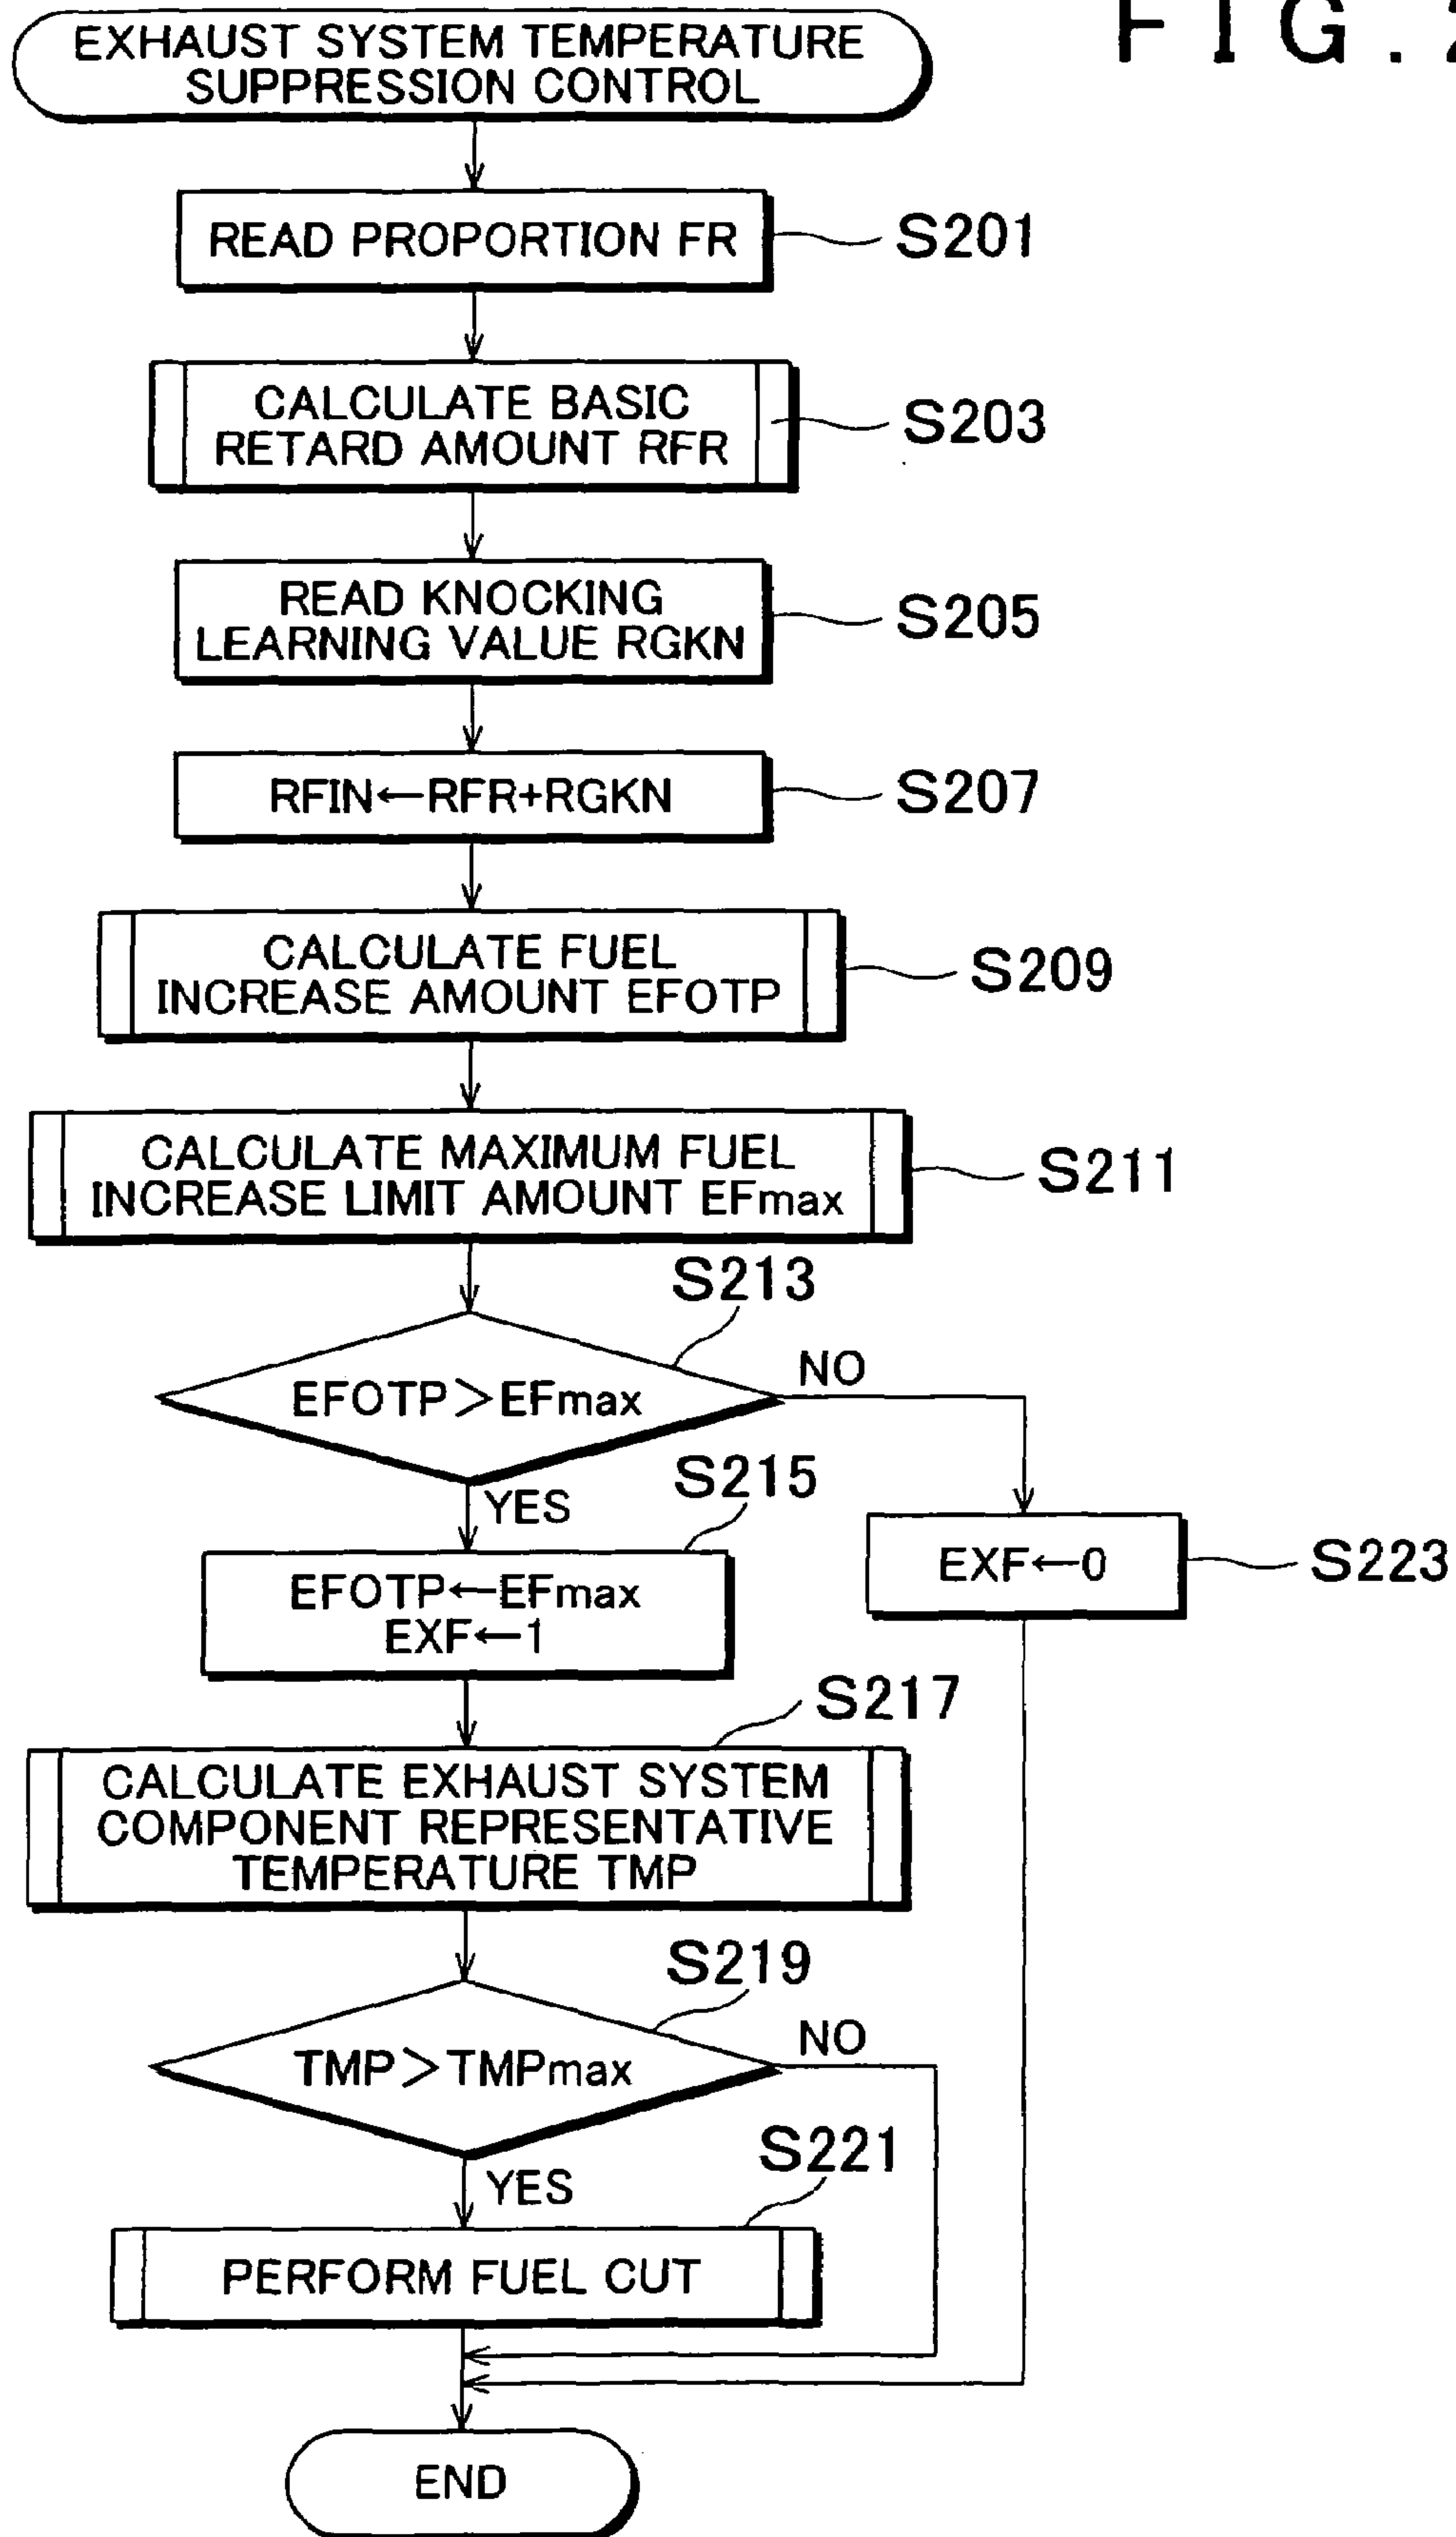 FIG. 2
EXHAUST SYSTEM TEMPERATURE
SUPPRESSION CONTROL
READ PROPORTION FR
S201
CALCULATE BASIC
RETARD AMOUNT RFR
S203
READ KNOCKING
LEARNING VALUE RGKN
S205
RFIN←RFR+RGKN
S207
CALCULATE FUEL
INCREASE AMOUNT EFOTP
S209
CALCULATE MAXIMUM FUEL
INCREASE LIMIT AMOUNT EFmax
S211
S213
EFOTP>EFmax
NO
YES
S215
EFOTP←EFmax
EXF←1
EXF←0
S223
S217
CALCULATE EXHAUST SYSTEM
COMPONENT REPRESENTATIVE
TEMPERATURE TMP
S219
TMP>TMPmax
NO
YES
S221
PERFORM FUEL CUT
END